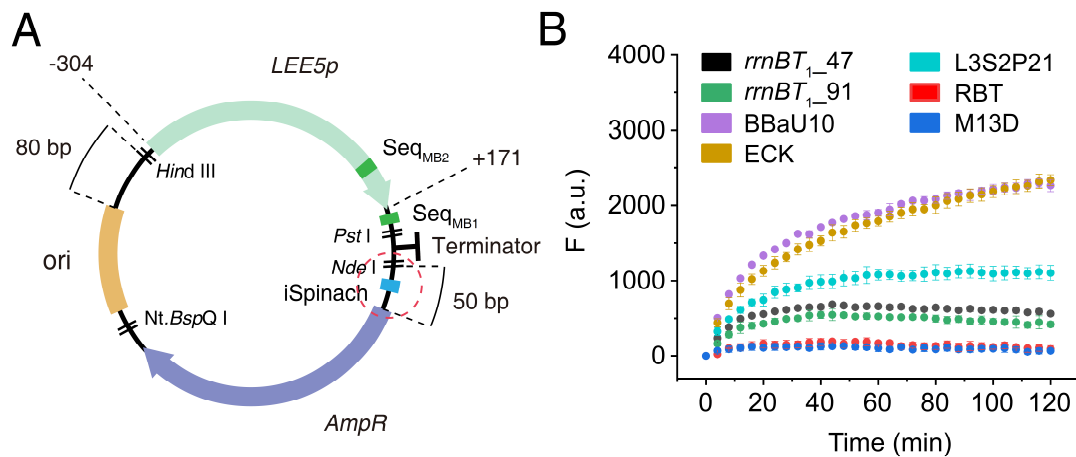 A
-304
LEE5p
80 bp
Hind III
SeqMB2
+171
SeqMB1
Pst I
Terminator
Nde I
ori
iSpinach
50 bp
Nt.BspQ I
AmpR
B
F (a.u.)
4000
3000
2000
1000
0
rrnBT1_47
rrnBT1_91
BBaU10
ECK
L3S2P21
RBT
M13D
0 20 40 60 80 100 120
Time (min)